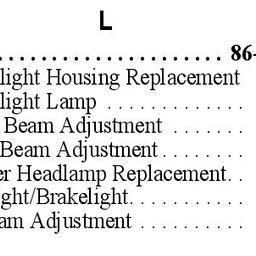 L
.................... 86-
light Housing Replacement
light Lamp ............
Beam Adjustment .......
Beam Adjustment........
er Headlamp Replacement..
ght/Brakelight..........
am Adjustment ..........